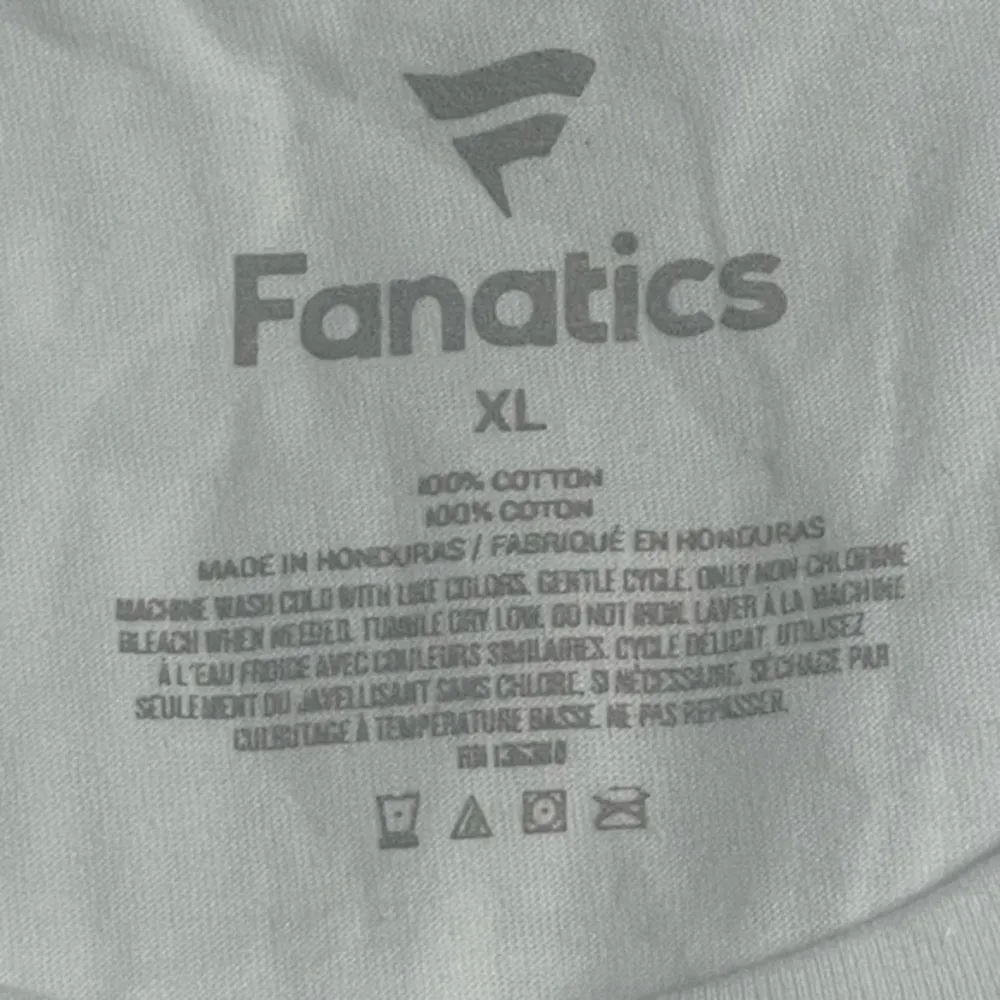 Fanatics
XL
100% COTTON
100% COTON
MADE IN HONDURAS / FABRIQUÉ EN HONDURAS
MACHINE WASH COLD WITH LIKE COLORS. GENTLE CYCLE. ONLY NON-CHLORINE
BLEACH WHEN NEEDED. TUMBLE DRY LOW. DO NOT IRON. LAVER À LA MACHINE
À L'EAU FROIDE AVEC COULEURS SIMILAIRES. CYCLE DÉLICAT. UTILISEZ
SEULEMENT DU JAVELLISANT SANS CHLORE, SI NÉCESSAIRE. SÉCHAGE PAR
CULBUTAGE À TEMPÉRATURE BASSE. NE PAS REPASSER.